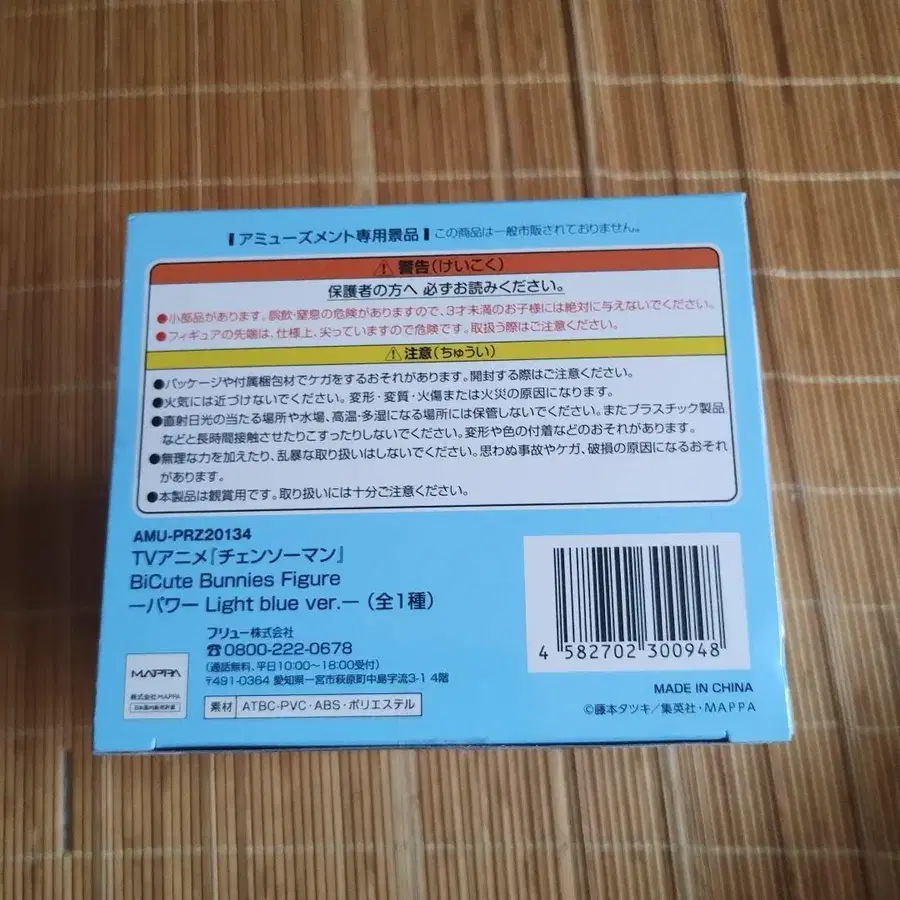 アミューズメント専用景品 この商品は一般市販されておりません。
警告(けいこく)
保護者の方へ 必ずお読みください。
●小部品があります。誤飲・窒息の危険がありますので、3才未満のお子様には絶対に与えないでください。
●フィギュアの先端は、仕様上、尖っていますので危険です。取扱う際はご注意ください。
注意(ちゅうい)
●パッケージや付属梱包材でケガをするおそれがあります。開封する際はご注意ください。
●火気には近づけないでください。変形・変質・火傷または火災の原因になります。
●直射日光の当たる場所や水場、高温・多湿になる場所には保管しないでください。またプラスチック製品
などと長時間接触させたりこすったりしないでください。変形や色の付着などのおそれがあります。
●無理な力を加えたり、乱暴な取り扱いはしないでください。思わぬ事故やケガ、破損の原因になるおそれ
があります。
●本製品は観賞用です。取り扱いには十分ご注意ください。
AMU-PRZ20134
TVアニメ『チェンソーマン』
BiCute Bunnies Figure
ーパワー Light blue ver.ー (全1種)
フリュー株式会社
☎0800-222-0678
(通話無料、平日10:00〜18:00受付)
〒491-0364 愛知県一宮市萩原町中島字流3-1 4階
MAPPA
株式会社MAPPA
日本国内販売許諾
素材 ATBC-PVC・ABS・ポリエステル
4 582702 300948
MADE IN CHINA
©藤本タツキ/集英社・MAPPA